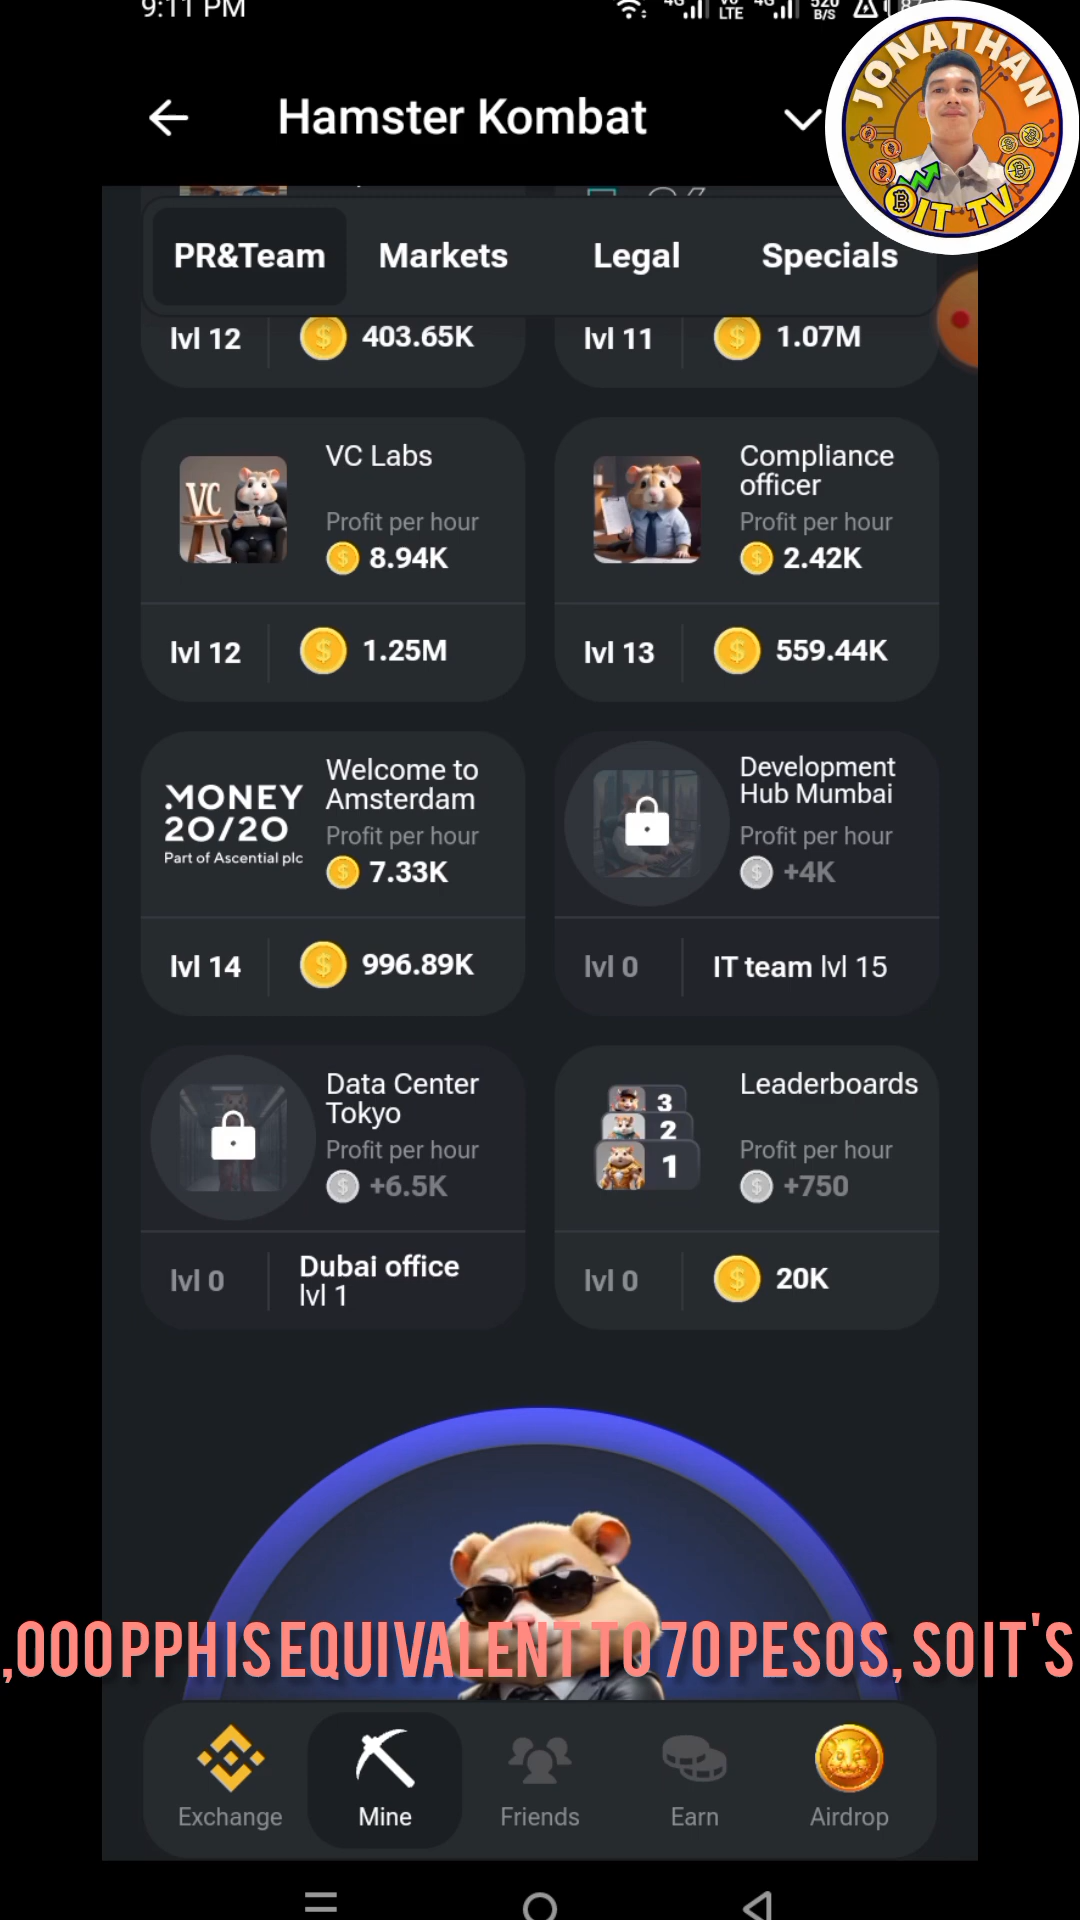 9:11 PM
4G VoLTE 4G 520 B/S 87
Hamster Kombat
JONATHAN
BIT TV
PR&Team Markets Legal Specials
lvl 12 403.65K lvl 11 1.07M
VC
VC Labs
Profit per hour
8.94K
lvl 12 1.25M
Compliance
officer
Profit per hour
2.42K
lvl 13 559.44K
MONEY
20/20
Part of Ascential plc
Welcome to
Amsterdam
Profit per hour
7.33K
lvl 14 996.89K
Development
Hub Mumbai
Profit per hour
+4K
lvl 0 IT team lvl 15
Data Center
Tokyo
Profit per hour
+6.5K
lvl 0 Dubai office
lvl 1
3
2
1
Leaderboards
Profit per hour
+750
lvl 0 20K
,000 PPH IS EQUIVALENT TO 70 PESOS, SO IT'S
Exchange Mine Friends Earn Airdrop